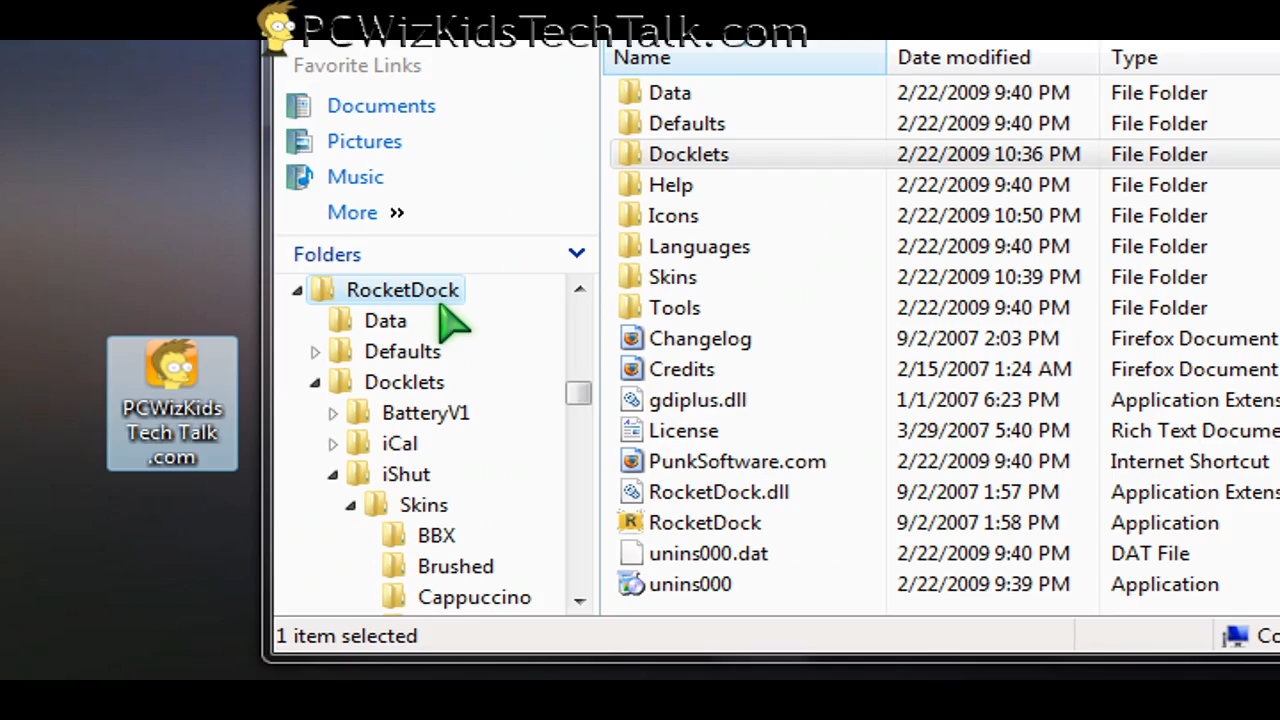 PCWizKidsTechTalk.com
Favorite Links
Documents
Pictures
Music
More »
Folders
RocketDock
Data
Defaults
Docklets
BatteryV1
iCal
iShut
Skins
BBX
Brushed
Cappuccino
Name Date modified Type
Data 2/22/2009 9:40 PM File Folder
Defaults 2/22/2009 9:40 PM File Folder
Docklets 2/22/2009 10:36 PM File Folder
Help 2/22/2009 9:40 PM File Folder
Icons 2/22/2009 10:50 PM File Folder
Languages 2/22/2009 9:40 PM File Folder
Skins 2/22/2009 10:39 PM File Folder
Tools 2/22/2009 9:40 PM File Folder
Changelog 9/2/2007 2:03 PM Firefox Document
Credits 2/15/2007 1:24 AM Firefox Document
gdiplus.dll 1/1/2007 6:23 PM Application Extens
License 3/29/2007 5:40 PM Rich Text Docume
PunkSoftware.com 2/22/2009 9:40 PM Internet Shortcut
RocketDock.dll 9/2/2007 1:57 PM Application Extens
RocketDock 9/2/2007 1:58 PM Application
unins000.dat 2/22/2009 9:40 PM DAT File
unins000 2/22/2009 9:39 PM Application
PCWizKids
Tech Talk
.com
1 item selected
Co